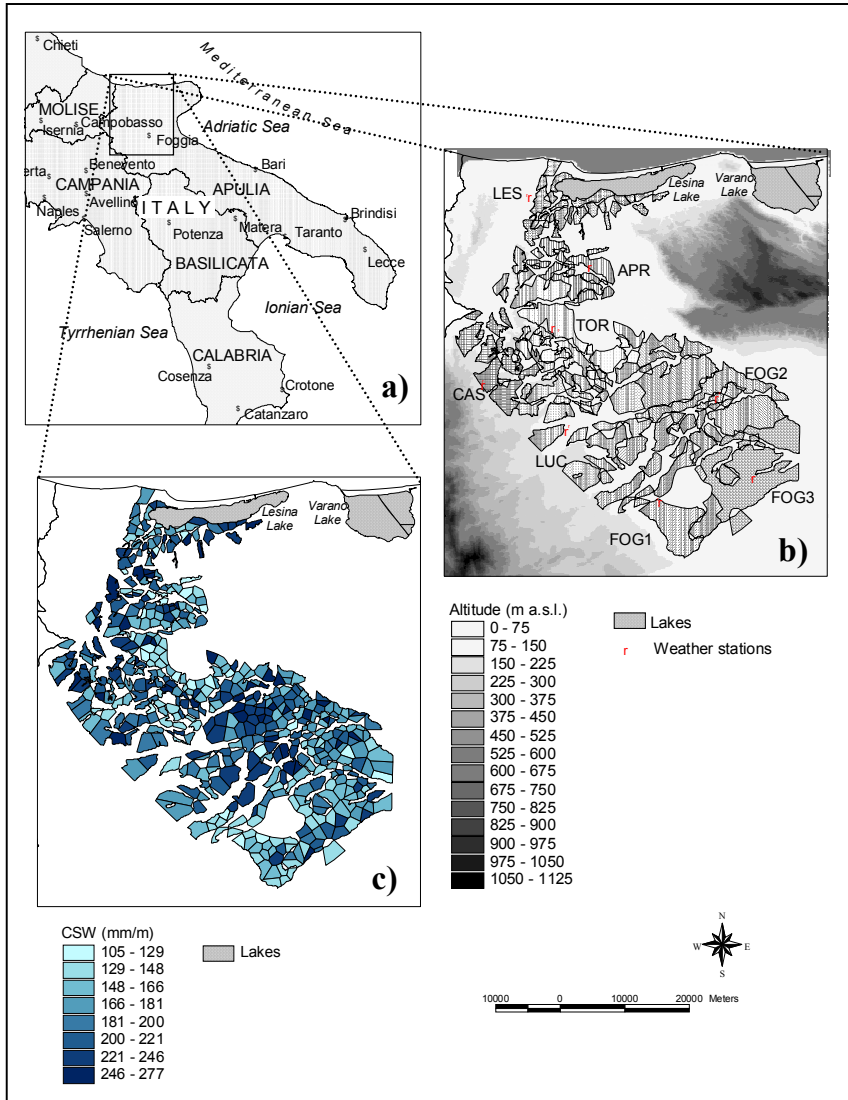 Chieti
Mediterranean Sea
MOLISE
Campobasso
Isernia
Adriatic Sea
Foggia
Benevento
Bari
erta
CAMPANIA
APULIA
Avellino
ITALY
Naples
Brindisi
Salerno
Potenza
Matera
Taranto
Lecce
BASILICATA
Ionian Sea
Tyrrhenian Sea
CALABRIA
Cosenza
Crotone
Catanzaro
a)
LES
r
Lesina
Lake
Varano
Lake
r
APR
r
TOR
FOG2
CAS
r
r
r
LUC
r
FOG3
r
FOG1
b)
Lesina
Lake
Varano
Lake
c)
Altitude (m a.s.l.)
0 - 75
75 - 150
150 - 225
225 - 300
300 - 375
375 - 450
450 - 525
525 - 600
600 - 675
675 - 750
750 - 825
825 - 900
900 - 975
975 - 1050
1050 - 1125
Lakes
r Weather stations
CSW (mm/m)
105 - 129
129 - 148
148 - 166
166 - 181
181 - 200
200 - 221
221 - 246
246 - 277
Lakes
N
W E
S
10000 0 10000 20000 Meters